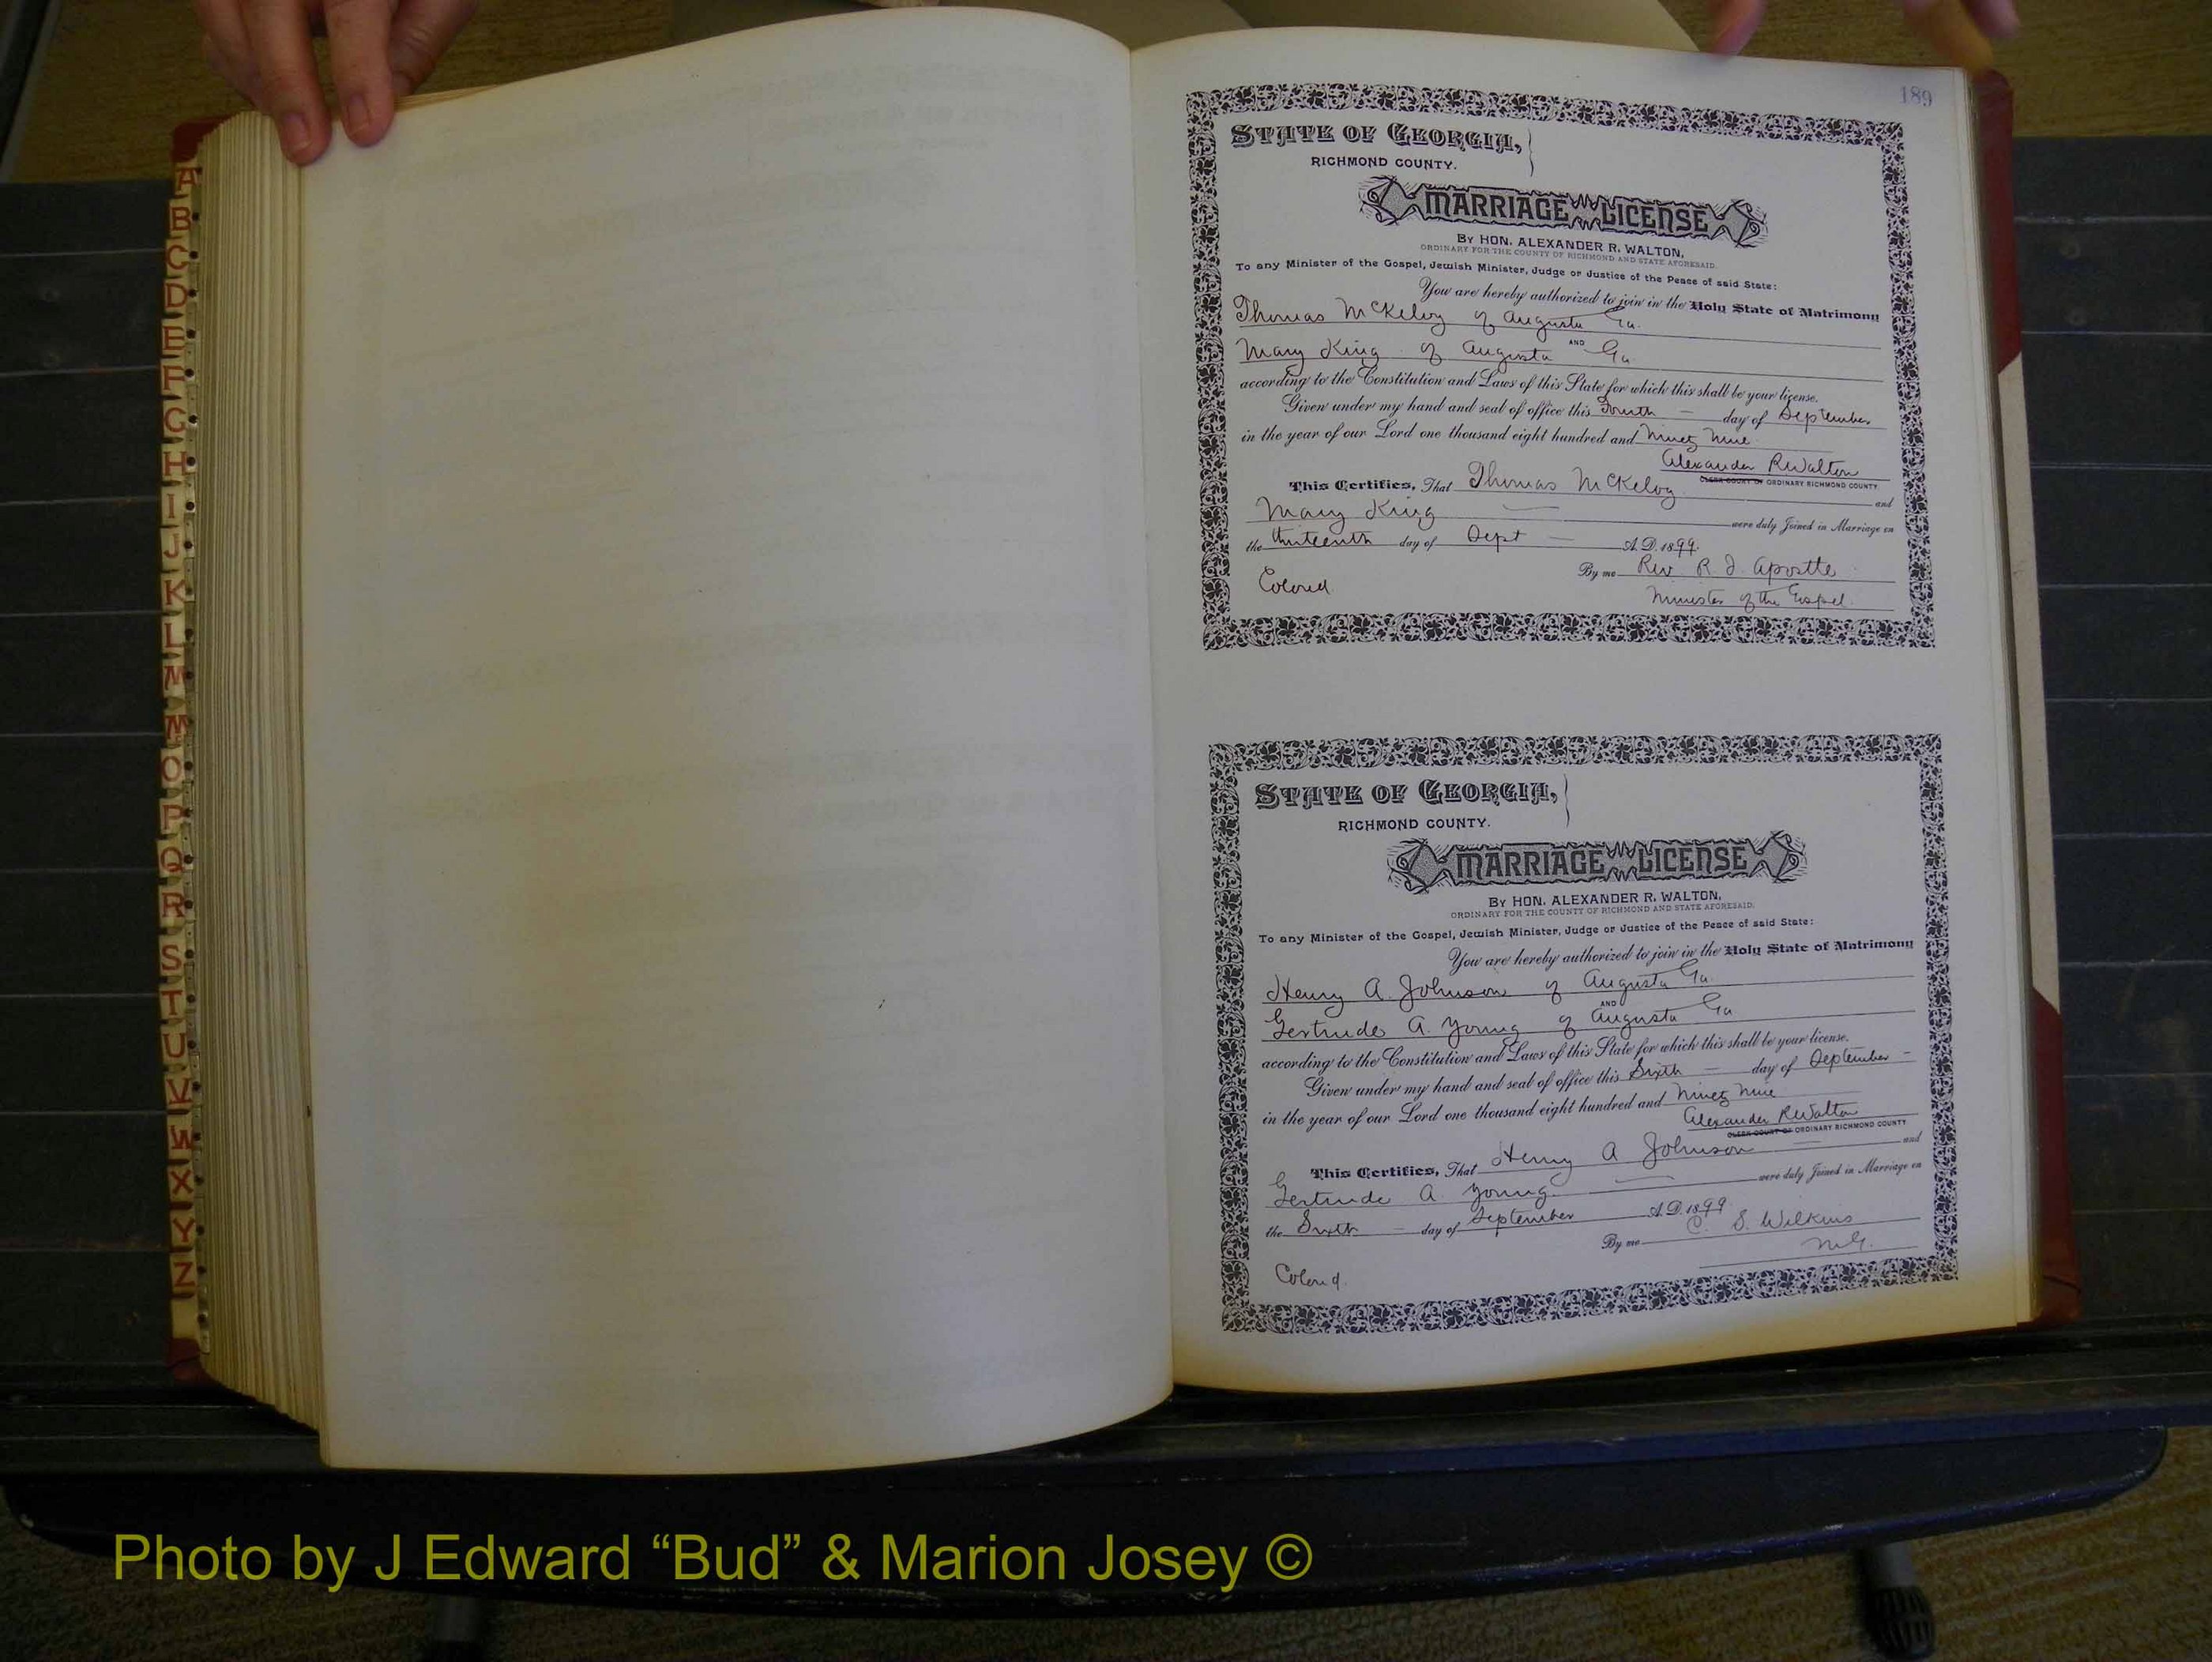 A
B
C
D
E
F
G
H
I
J
K
L
M
M
O
P
Q
R
S
T
U
V
W
X
Y
Z
189
STATE OF GEORGIA,
RICHMOND COUNTY.
MARRIAGE LICENSE
By HON. ALEXANDER R. WALTON,
ORDINARY FOR THE COUNTY OF RICHMOND AND STATE AFORESAID.
To any Minister of the Gospel, Jewish Minister, Judge or Justice of the Peace of said State:
You are hereby authorized to join in the Holy State of Matrimony
Thomas McKelvy of Augusta Ga.
AND
Mary King of Augusta Ga
according to the Constitution and Laws of this State for which this shall be your license.
Given under my hand and seal of office this Fourth day of September
in the year of our Lord one thousand eight hundred and Ninety Nine
Alexander R Walton
CLERK COURT OF ORDINARY RICHMOND COUNTY
This Certifies, That Thomas McKelvy and
Mary King were duly Joined in Marriage on
the thirteenth day of Sept A.D. 1899.
By me Rev. R. J. Apostle
Colored
Minister of the Gospel.
STATE OF GEORGIA,
RICHMOND COUNTY.
MARRIAGE LICENSE
By HON. ALEXANDER R. WALTON,
ORDINARY FOR THE COUNTY OF RICHMOND AND STATE AFORESAID.
To any Minister of the Gospel, Jewish Minister, Judge or Justice of the Peace of said State:
You are hereby authorized to join in the Holy State of Matrimony
Henry A. Johnson of Augusta Ga.
AND
Gertrude A. Young of Augusta Ga
according to the Constitution and Laws of this State for which this shall be your license.
Given under my hand and seal of office this Sixth day of September
in the year of our Lord one thousand eight hundred and Ninety Nine
Alexander R Walton
CLERK COURT OF ORDINARY RICHMOND COUNTY
This Certifies, That Henry A Johnson and
Gertrude A. Young were duly Joined in Marriage on
the Sixth day of September A.D. 1899
By me C. S. Wilkins
M.G.
Colored
Photo by J Edward “Bud” & Marion Josey ©